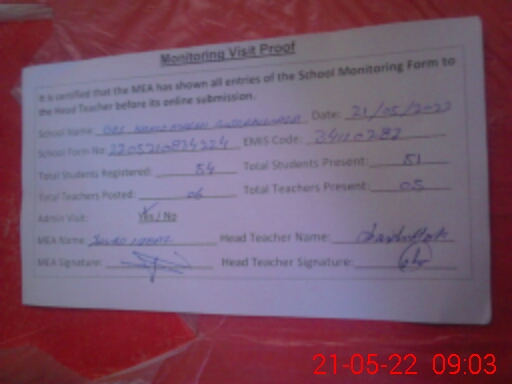 Monitoring Visit Proof
It is certified that the MEA has shown all entries of the School Monitoring Form to
the Head Teacher before its online submission.
School Name Date: 21/05/2022
School Form No: EMIS Code:
Total Students Registered: 54 Total Students Present: 51
Total Teachers Posted: 06 Total Teachers Present: 05
Admin Visit: Yes / No
MEA Name Head Teacher Name:
MEA Signature: Head Teacher Signature:
21-05-22 09:03